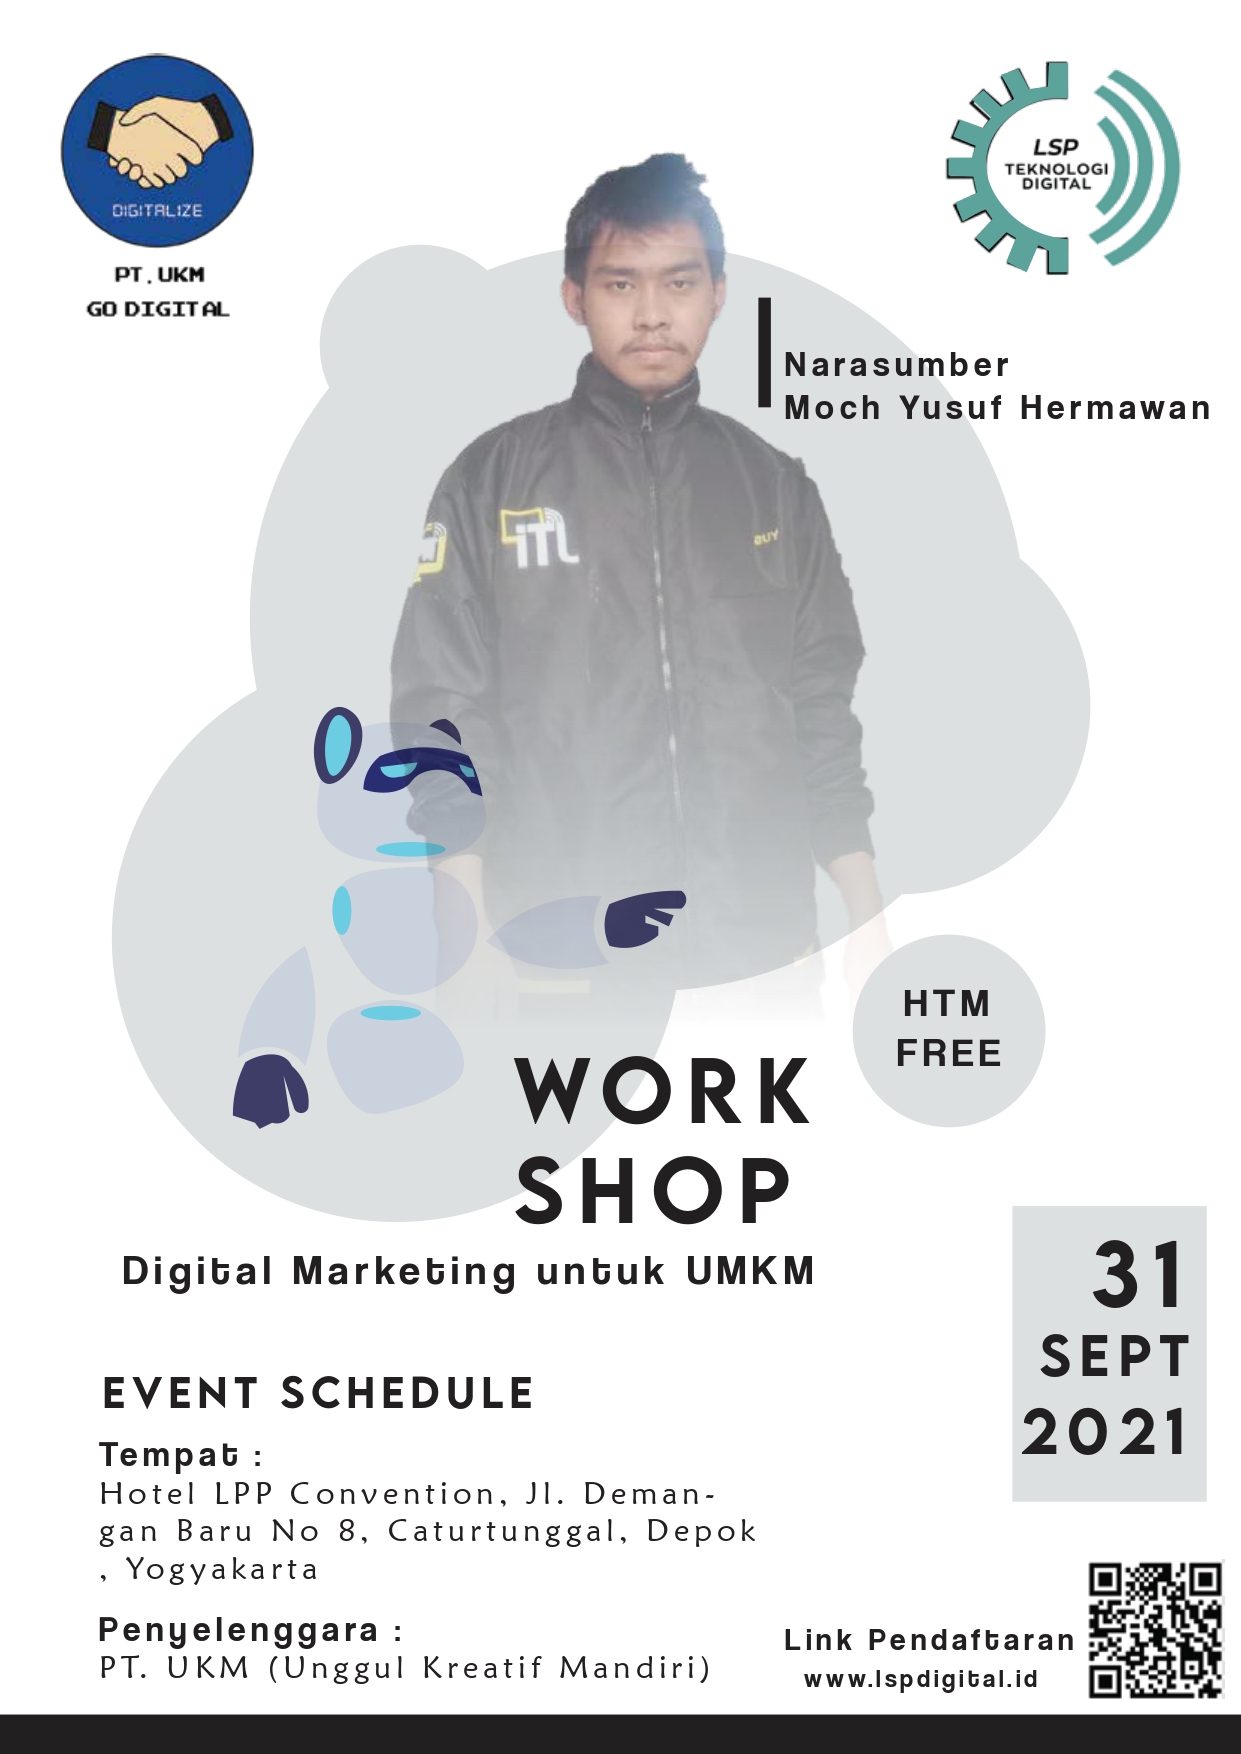 DIGITALIZE
PT. UKM
GO DIGITAL
LSP
TEKNOLOGI
DIGITAL
Narasumber
Moch Yusuf Hermawan
iTL
YUS
HTM
FREE
WORK
SHOP
Digital Marketing untuk UMKM
31
SEPT
2021
EVENT SCHEDULE
Tempat :
Hotel LPP Convention, Jl. Deman-
gan Baru No 8, Caturtunggal, Depok
, Yogyakarta
Penyelenggara :
PT. UKM (Unggul Kreatif Mandiri)
Link Pendaftaran
www.lspdigital.id